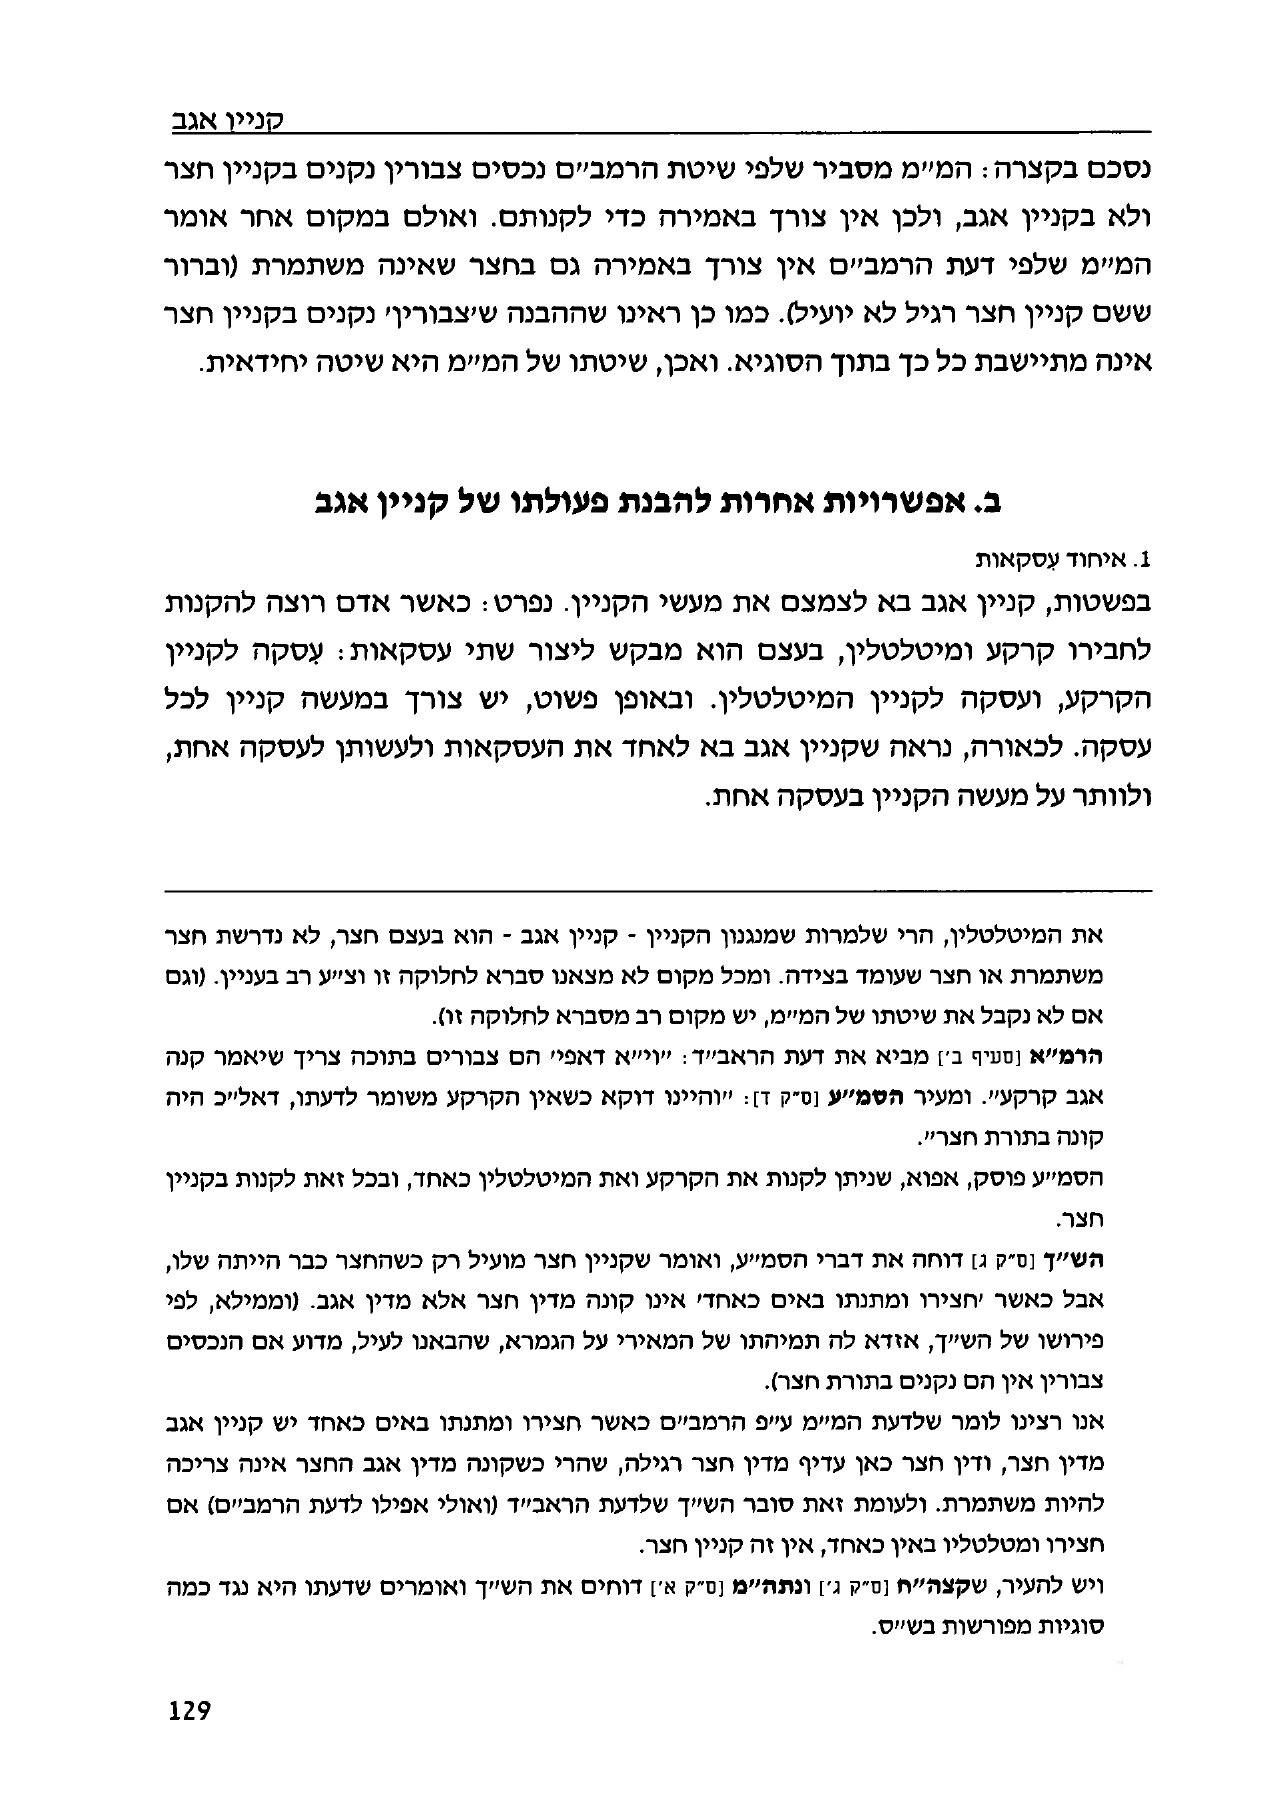 קניין אגב
נסכם בקצרה: המ״מ מסביר שלפי שיטת הרמב״ם נכסים צבורין נקנים בקניין חצר
ולא בקניין אגב, ולכן אין צורך באמירה כדי לקנותם. ואולם במקום אחר אומר
המ״מ שלפי דעת הרמב״ם אין צורך באמירה גם בחצר שאינה משתמרת (וברור
ששם קניין חצר רגיל לא יועיל). כמו כן ראינו שההבנה ש׳צבורין׳ נקנים בקניין חצר
אינה מתיישבת כל כך בתוך הסוגיא. ואכן, שיטתו של המ״מ היא שיטה יחידאית.
ב. אפשרויות אחרות להבנת פעולתו של קניין אגב
1. איחוד עסקאות
בפשטות, קניין אגב בא לצמצם את מעשי הקניין. נפרט: כאשר אדם רוצה להקנות
לחבירו קרקע ומיטלטלין, בעצם הוא מבקש ליצור שתי עסקאות: עסקה לקניין
הקרקע, ועסקה לקניין המיטלטלין. ובאופן פשוט, יש צורך במעשה קניין לכל
עסקה. לכאורה, נראה שקניין אגב בא לאחד את העסקאות ולעשותן לעסקה אחת,
ולוותר על מעשה הקניין בעסקה אחת.
את המיטלטלין, הרי שלמרות שמנגנון הקניין - קניין אגב - הוא בעצם חצר, לא נדרשת חצר
משתמרת או חצר שעומד בצידה. ומכל מקום לא מצאנו סברא לחלוקה זו וצ״ע רב בעניין. (וגם
אם לא נקבל את שיטתו של המ״מ, יש מקום רב מסברא לחלוקה זו).
הרמ״א [סעיף ב׳] מביא את דעת הראב״ד: ״וי״א דאפי׳ הם צבורים בתוכה צריך שיאמר קנה
אגב קרקע״. ומעיר הסמ״ע [ס״ק ד]: ״והיינו דוקא כשאין הקרקע משומר לדעתו, דאל״כ היה
קונה בתורת חצר״.
הסמ״ע פוסק, אפוא, שניתן לקנות את הקרקע ואת המיטלטלין כאחד, ובכל זאת לקנות בקניין
חצר.
הש״ך [ס״ק ג] דוחה את דברי הסמ״ע, ואומר שקניין חצר מועיל רק כשהחצר כבר הייתה שלו,
אבל כאשר ׳חצירו ומתנתו באים כאחד׳ אינו קונה מדין חצר אלא מדין אגב. (וממילא, לפי
פירושו של הש״ך, אזדא לה תמיהתו של המאירי על הגמרא, שהבאנו לעיל, מדוע אם הנכסים
צבורין אין הם נקנים בתורת חצר).
אנו רצינו לומר שלדעת המ״מ ע״פ הרמב״ם כאשר חצירו ומתנתו באים כאחד יש קניין אגב
מדין חצר, ודין חצר כאן עדיף מדין חצר רגילה, שהרי כשקונה מדין אגב החצר אינה צריכה
להיות משתמרת. ולעומת זאת סובר הש״ך שלדעת הראב״ד (ואולי אפילו לדעת הרמב״ם) אם
חצירו ומטלטליו באין כאחד, אין זה קניין חצר.
ויש להעיר, שקצה״ח [ס״ק ג׳] ונתה״מ [ס״ק א׳] דוחים את הש״ך ואומרים שדעתו היא נגד כמה
סוגיות מפורשות בש״ס.
129